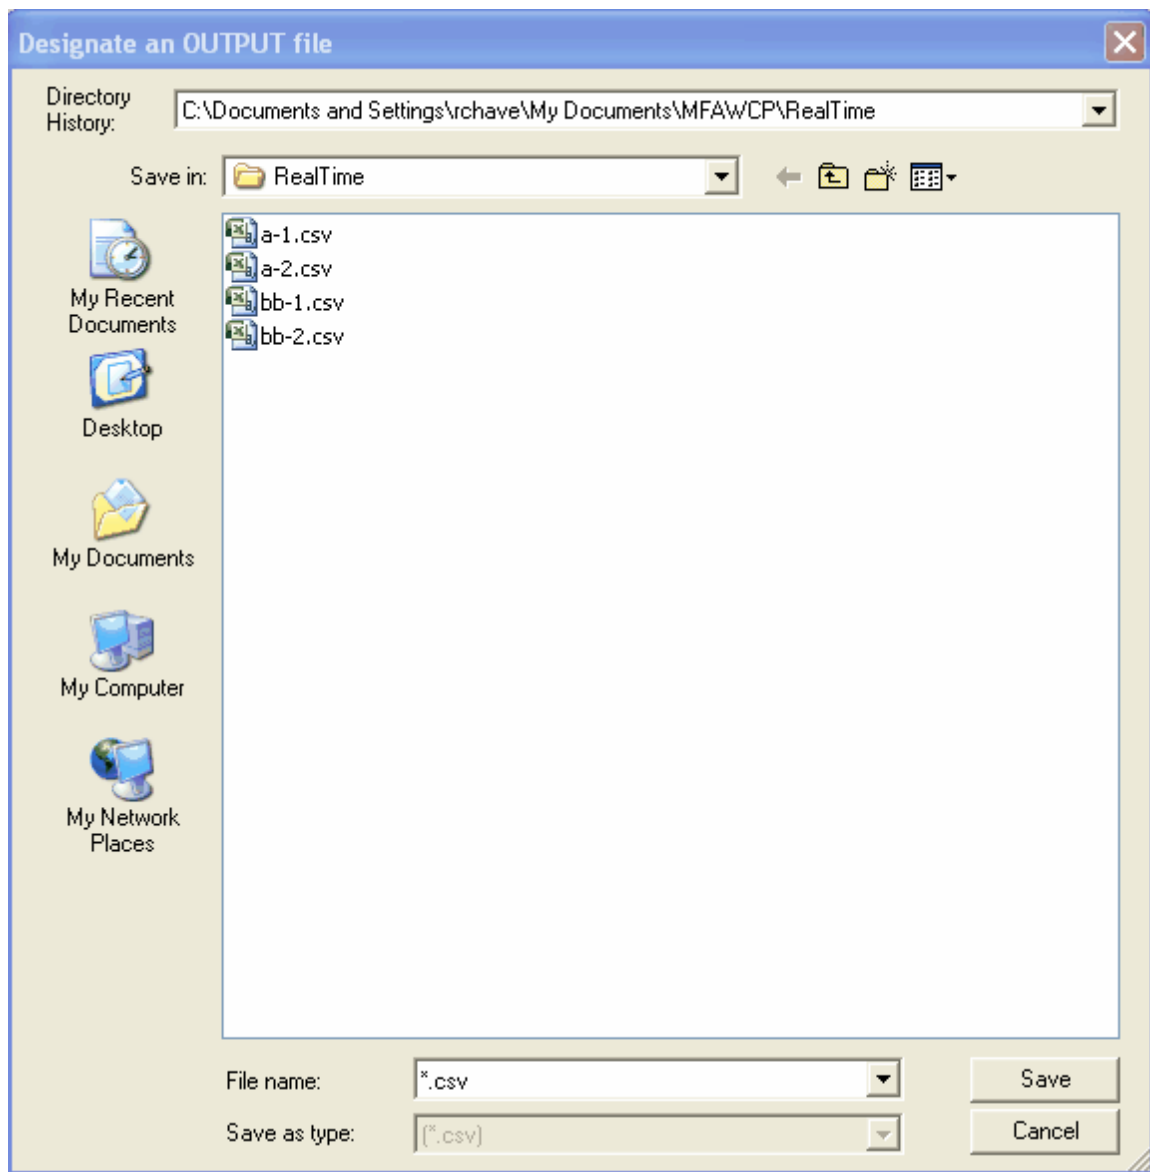 Designate an OUTPUT file
Directory
History:
C:\Documents and Settings\rchave\My Documents\MFAWCP\RealTime
Save in:
RealTime
a-1.csv
a-2.csv
bb-1.csv
bb-2.csv
My Recent
Documents
Desktop
My Documents
My Computer
My Network
Places
File name:
*.csv
Save
Save as type:
(*.csv)
Cancel